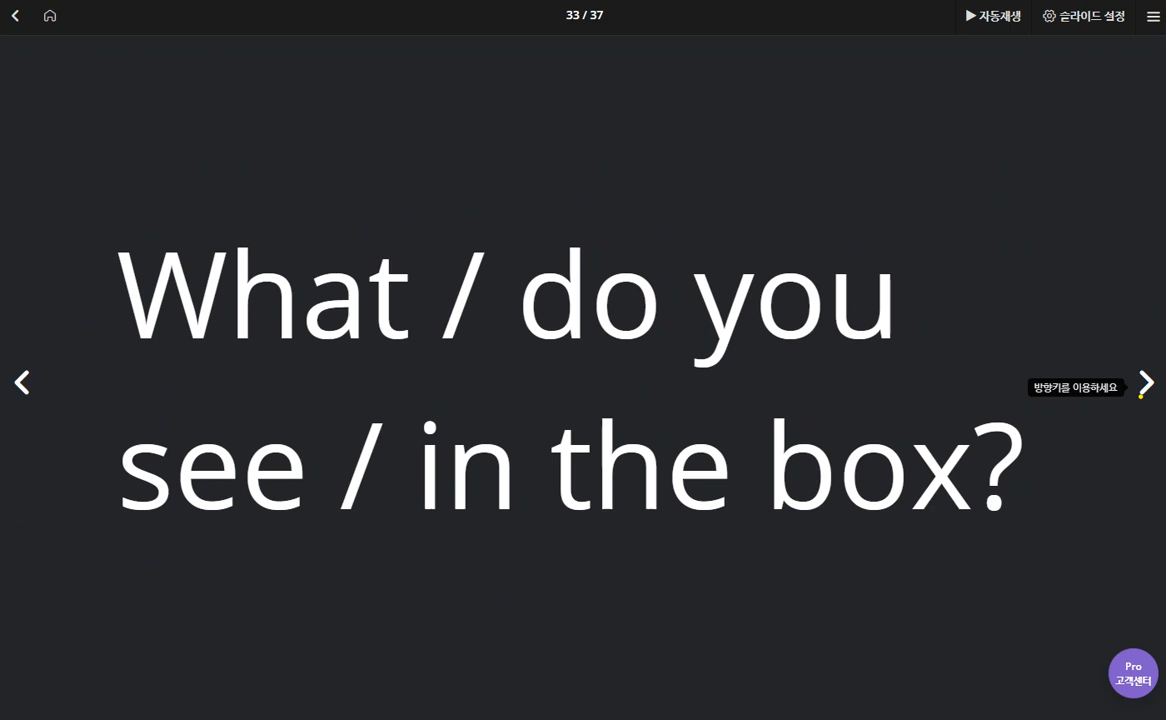 33 / 37
자동재생
슬라이드 설정
What / do you
see / in the box?
방향키를 이용하세요
Pro
고객센터